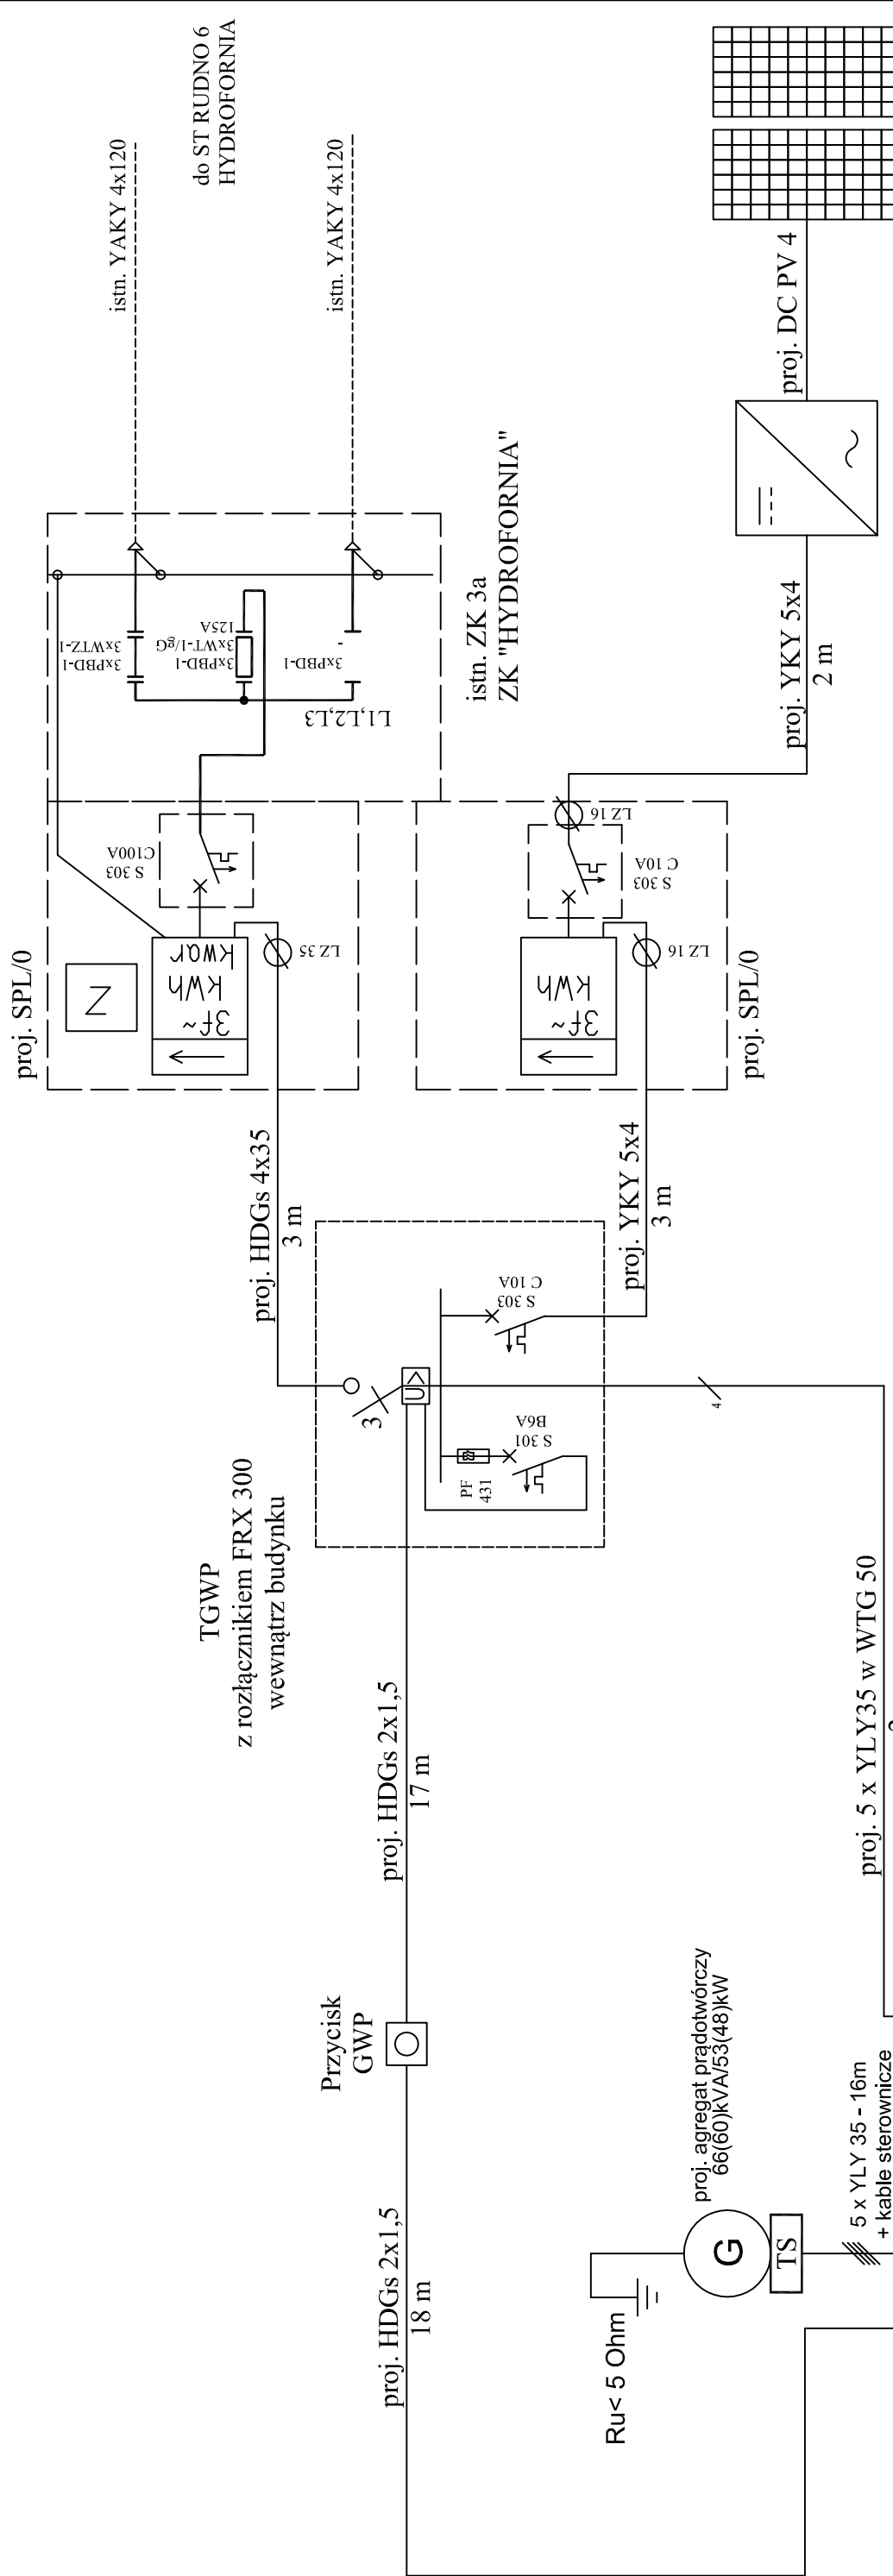 do ST RUDNO 6
HYDROFORNIA
istn. YAKY 4x120
istn. YAKY 4x120
proj. DC PV 4
istn. ZK 3a
ZK "HYDROFORNIA"
3xPBD-1
3xWTZ-1
3xPBD-1
3xWT-1/gG
125A
3xPBD-1
-
L1,L2,L3
proj. YKY 5x4
2 m
proj. SPL/0
Z
S 303
C100A
3f~
kWh
kwar
LZ 35
LZ 16
S 303
C 10A
3f~
kWh
LZ 16
proj. SPL/0
proj. HDGs 4x35
3 m
proj. YKY 5x4
3 m
3
U>
S 303
C 10A
S 301
B6A
PF
431
4
TGWP
z rozłącznikiem FRX 300
wewnątrz budynku
proj. HDGs 2x1,5
17 m
proj. 5 x YLY35 w WTG 50
Przycisk
GWP
proj. agregat prądotwórczy
66(60)kVA/53(48)kW
G
TS
5 x YLY 35 - 16m
+ kable sterownicze
proj. HDGs 2x1,5
18 m
Ru< 5 Ohm